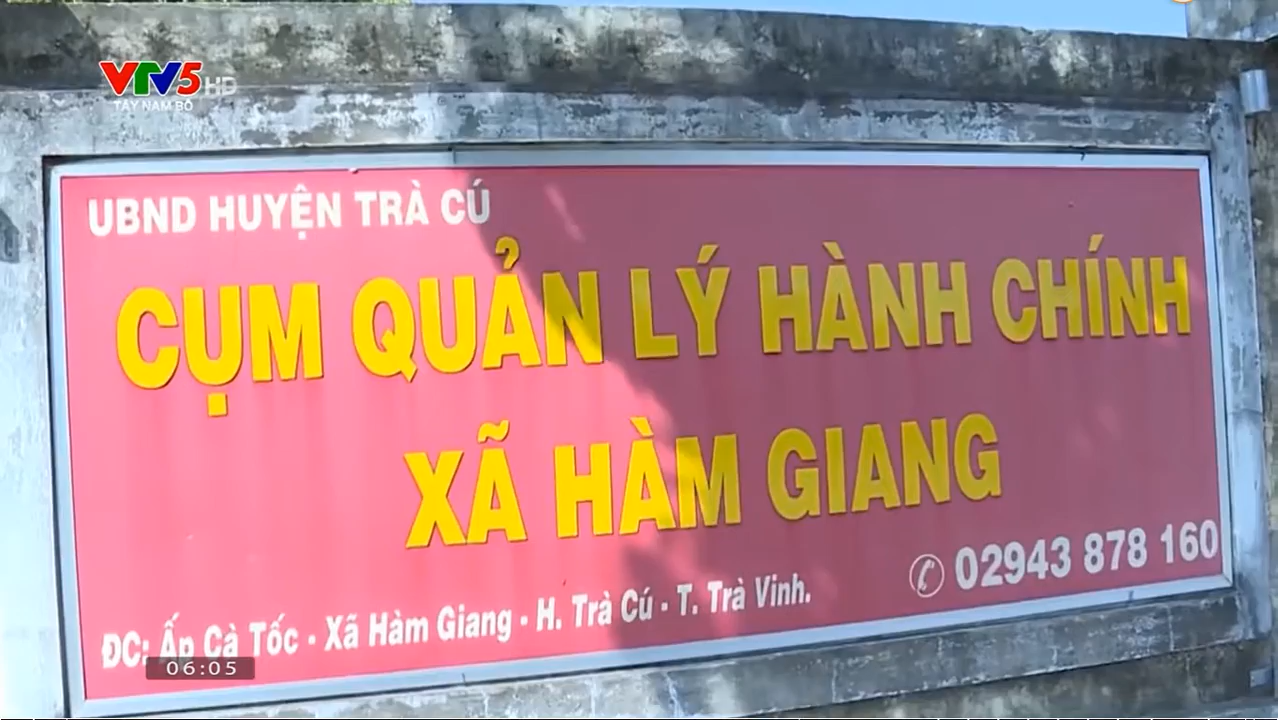 VTV5 HD
TÂY NAM BỘ
UBND HUYỆN TRÀ CÚ
CỤM QUẢN LÝ HÀNH CHÍNH
XÃ HÀM GIANG
02943 878 160
ĐC: Ấp Cà Tốc - Xã Hàm Giang - H. Trà Cú - T. Trà Vinh.
06:05